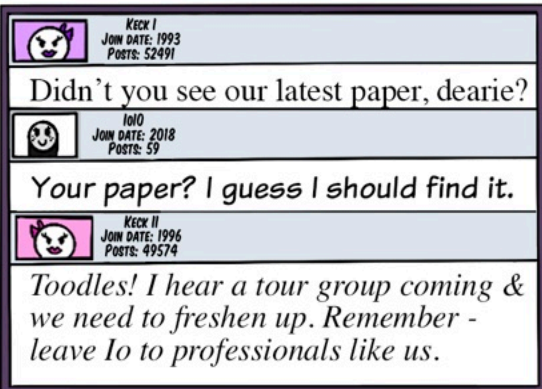 KECK I
JOIN DATE: 1993
POSTS: 52491
Didn't you see our latest paper, dearie?
IoIO
JOIN DATE: 2018
POSTS: 59
Your paper? I guess I should find it.
KECK II
JOIN DATE: 1996
POSTS: 49574
Toodles! I hear a tour group coming &
we need to freshen up. Remember -
leave Io to professionals like us.